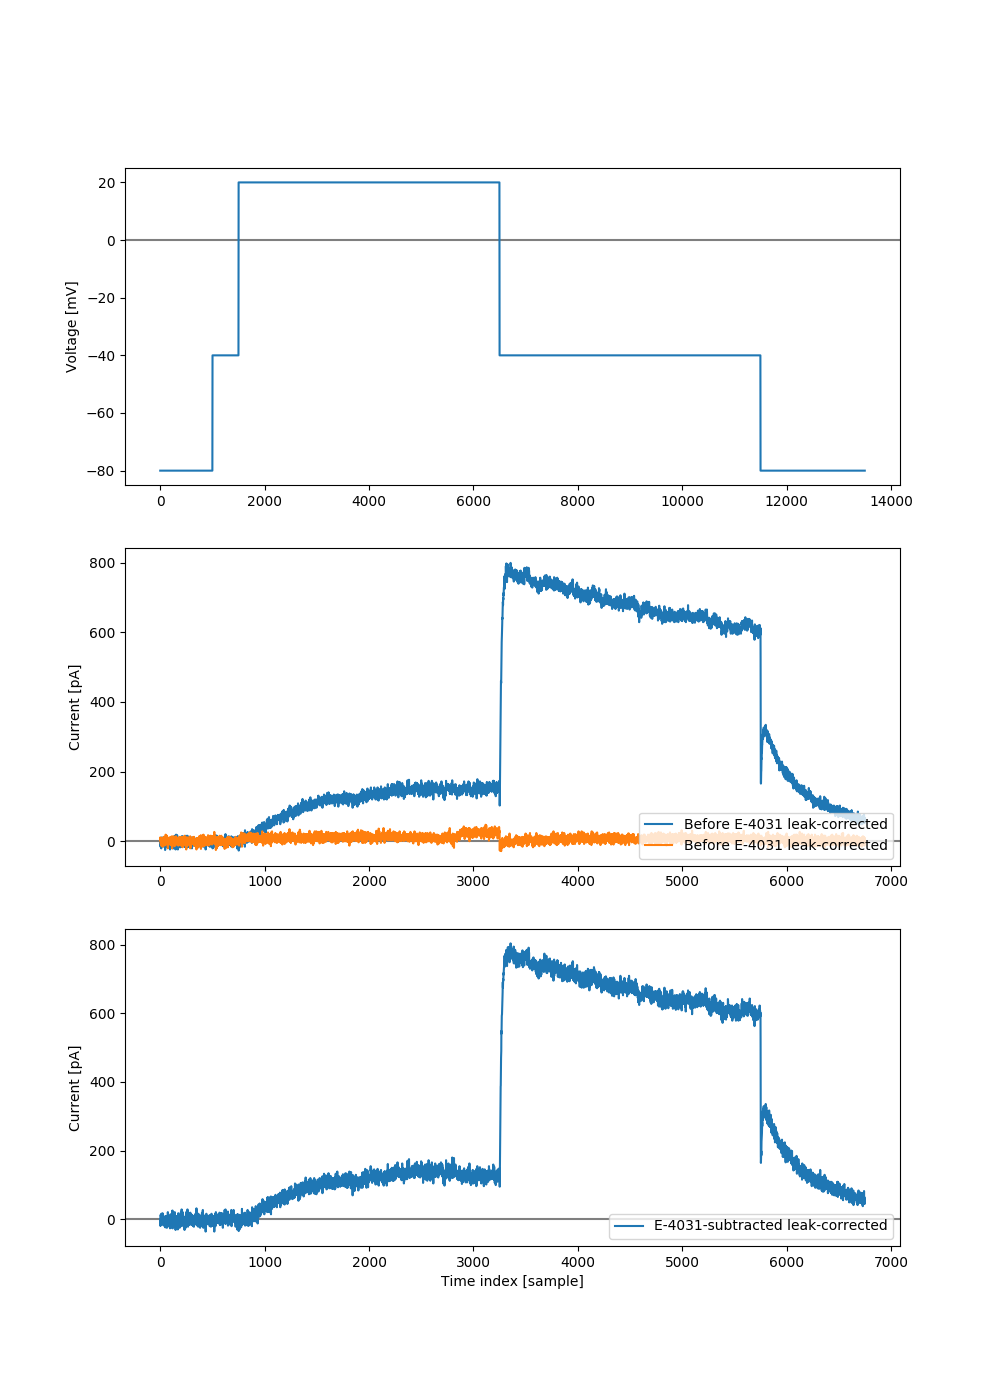 20
0
−20
−40
−60
−80
Voltage [mV]
0 2000 4000 6000 8000 10000 12000 14000
800
600
400
200
0
Current [pA]
Before E-4031 leak-corrected
Before E-4031 leak-corrected
0 1000 2000 3000 4000 5000 6000 7000
800
600
400
200
0
Current [pA]
E-4031-subtracted leak-corrected
0 1000 2000 3000 4000 5000 6000 7000
Time index [sample]